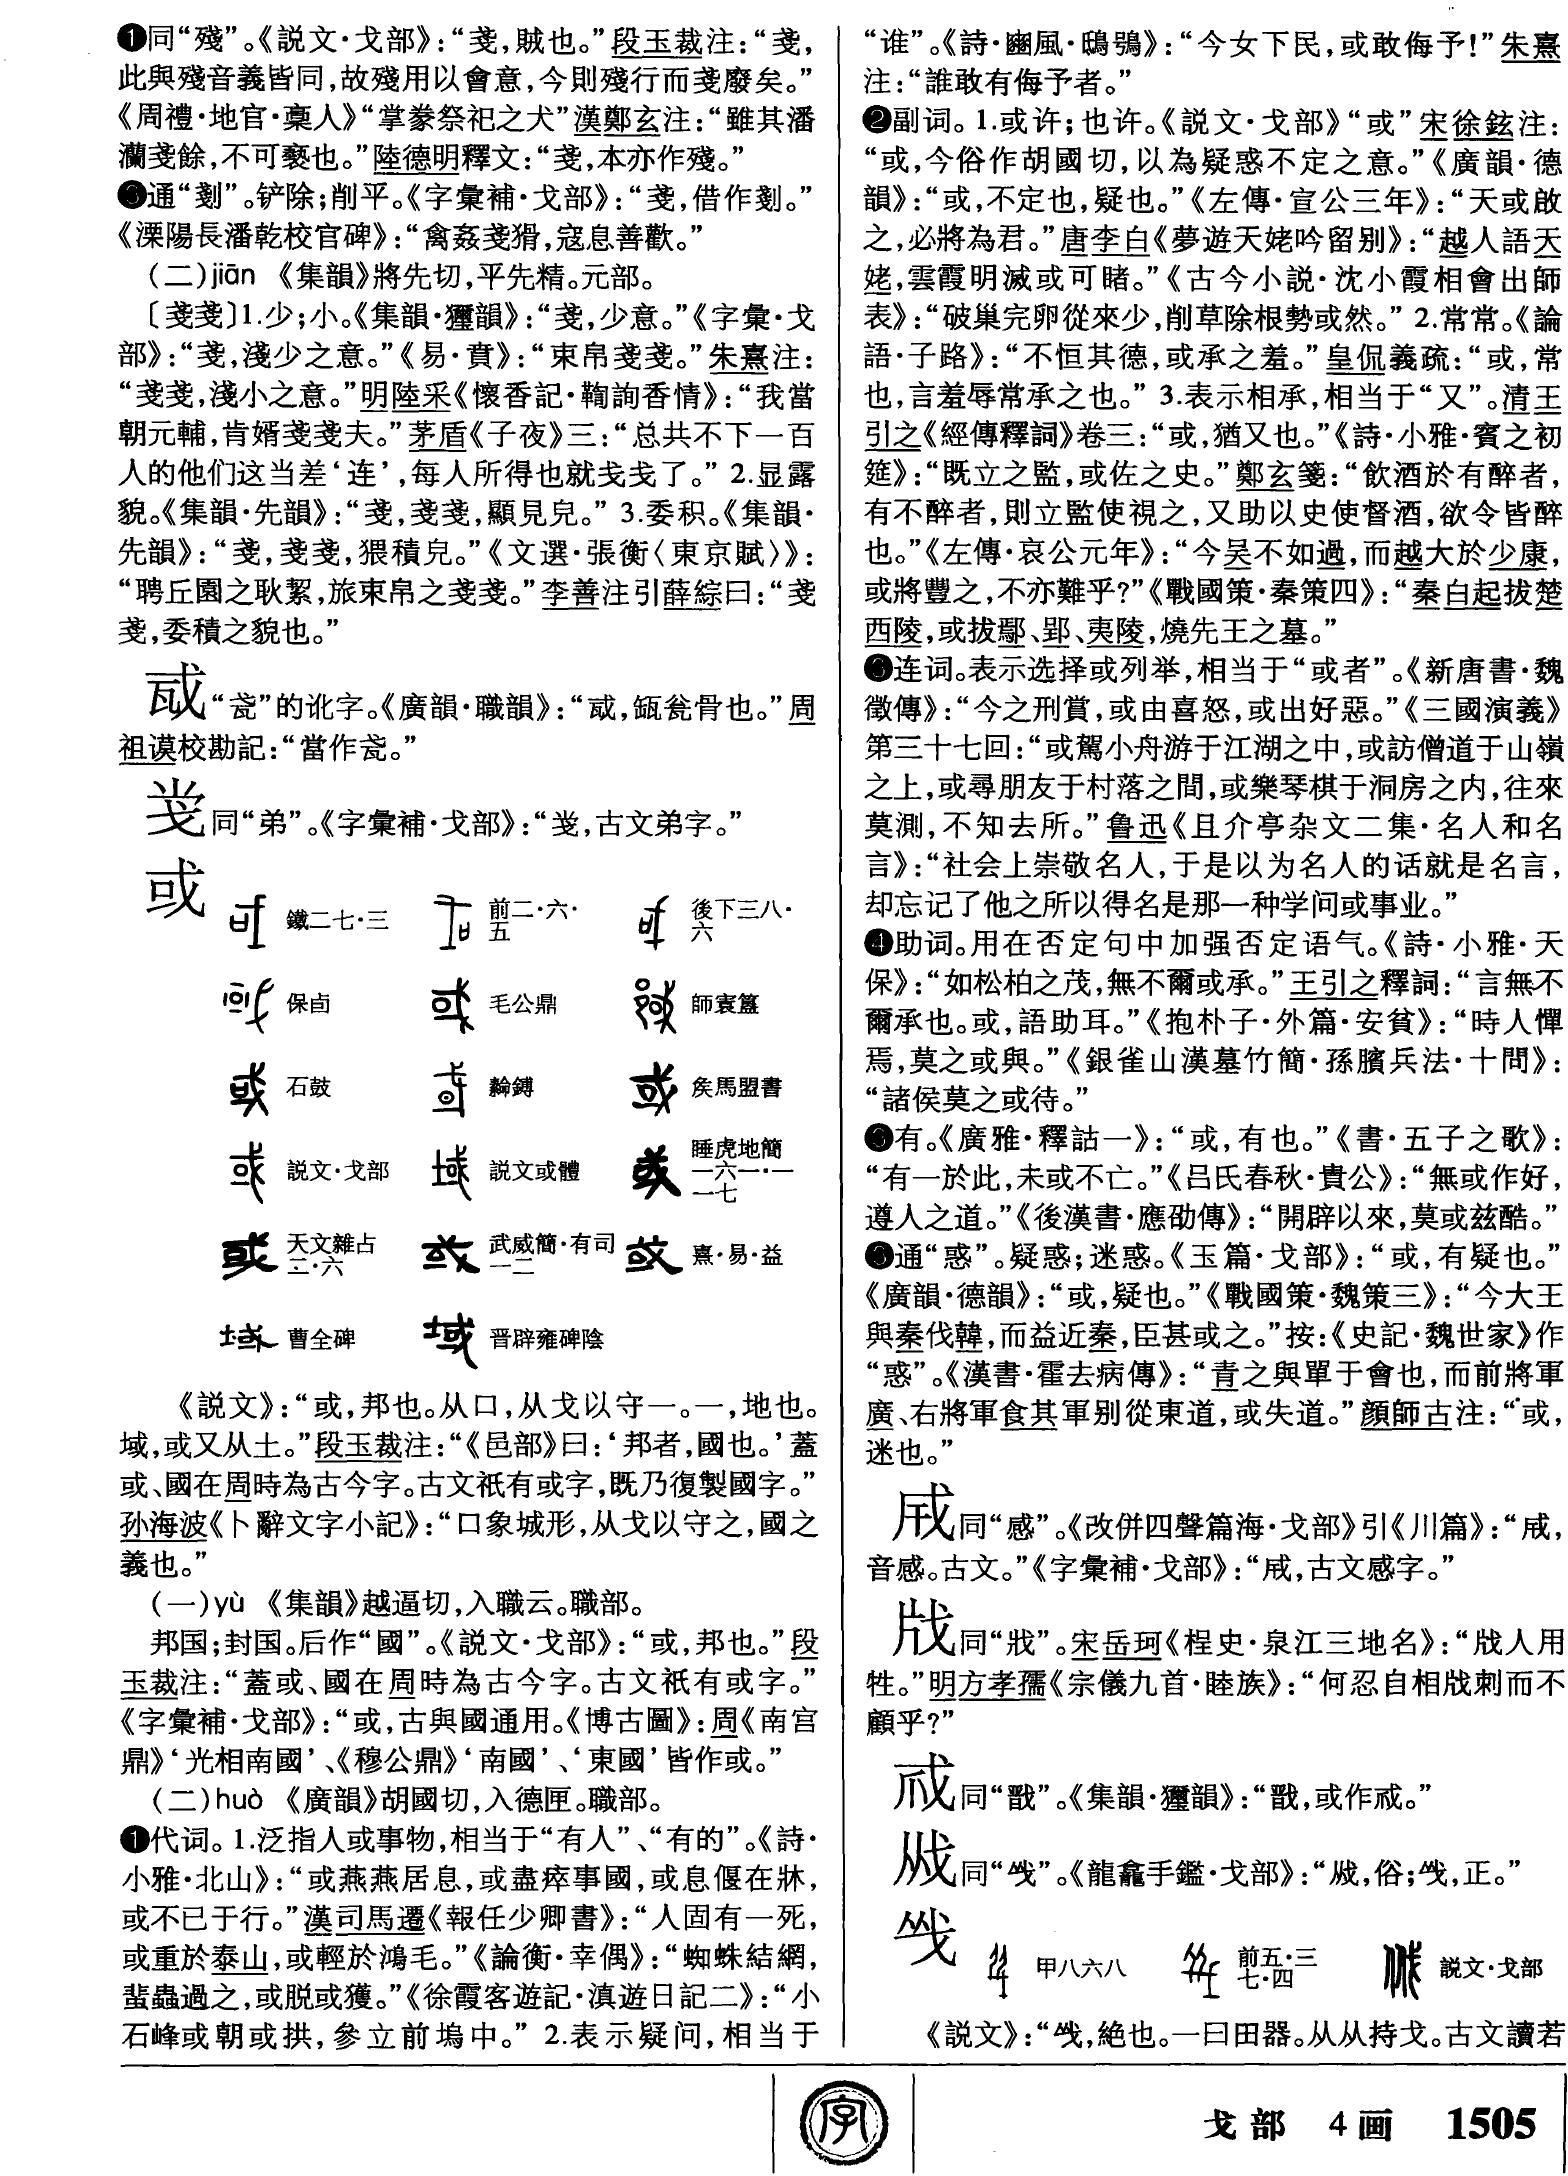 ❶同“殘”。《説文·戈部》：“戔，賊也。”段玉裁注：“戔，
此與殘音義皆同，故殘用以會意，今則殘行而戔廢矣。”
《周禮·地官·槀人》“掌豢祭祀之犬”漢鄭玄注：“雖其潘
灡戔餘，不可褻也。”陸德明釋文：“戔，本亦作殘。”
通“剗”。铲除；削平。《字彙補·戈部》：“戔，借作剗。”
《溧陽長潘乾校官碑》：“禽姦戔猾，寇息善歡。”
（二）jiān 《集韻》將先切，平先精。元部。
〔戔戔〕1.少；小。《集韻·獮韻》：“戔，少意。”《字彙·戈
部》：“戔，淺少之意。”《易·賁》：“束帛戔戔。”朱熹注：
“戔戔，淺小之意。”明陸采《懷香記·鞫詢香情》：“我當
朝元輔，肯婿戔戔夫。”茅盾《子夜》三：“总共不下一百
人的他们这当差‘连’，每人所得也就戋戋了。” 2.显露
貌。《集韻·先韻》：“戔，戔戔，顯見皃。” 3.委积。《集韻·
先韻》：“戔，戔戔，猥積皃。”《文選·張衡〈東京賦〉》：
“聘丘園之耿絜，旅束帛之戔戔。”李善注引薛綜曰：“戔
戔，委積之貌也。”
“瓷”的讹字。《廣韻·職韻》：“，瓴瓮骨也。”周
祖谟校勘記：“當作瓷。”
同“弟”。《字彙補·戈部》：“，古文弟字。”
或
鐵二七·三 前二·六·五 後下三八·六
保卣 毛公鼎 師㝨簋
石鼓 鎛 矦馬盟書
説文·戈部 説文或體 睡虎地簡一六一·一一七
天文雜占二·六 武威簡·有司一二 熹·易·益
曹全碑 晋辟雍碑陰
《説文》：“或，邦也。从口，从戈以守一。一，地也。
域，或又从土。”段玉裁注：“《邑部》曰：‘邦者，國也。’蓋
或、國在周時為古今字。古文衹有或字，既乃復製國字。”
孙海波《卜辭文字小記》：“口象城形，从戈以守之，國之
義也。”
（一）yù 《集韻》越逼切，入職云。職部。
邦国；封国。后作“國”。《説文·戈部》：“或，邦也。”段
玉裁注：“蓋或、國在周時為古今字。古文衹有或字。”
《字彙補·戈部》：“或，古與國通用。《博古圖》：周《南宫
鼎》‘光相南國’、《穆公鼎》‘南國’、‘東國’皆作或。”
（二）huò 《廣韻》胡國切，入德匣。職部。
❶代词。1.泛指人或事物，相当于“有人”、“有的”。《詩·
小雅·北山》：“或燕燕居息，或盡瘁事國，或息偃在牀，
或不已于行。”漢司馬遷《報任少卿書》：“人固有一死，
或重於泰山，或輕於鴻毛。”《論衡·幸偶》：“蜘蛛結網，
蜚蟲過之，或脱或獲。”《徐霞客遊記·滇遊日記二》：“小
石峰或朝或拱，參立前塢中。” 2.表示疑问，相当于
“谁”。《詩·豳風·鴟鴞》：“今女下民，或敢侮予！”朱熹
注：“誰敢有侮予者。”
❷副词。1.或许；也许。《説文·戈部》“或”宋徐鉉注：
“或，今俗作胡國切，以為疑惑不定之意。”《廣韻·德
韻》：“或，不定也，疑也。”《左傳·宣公三年》：“天或啟
之，必將為君。”唐李白《夢遊天姥吟留别》：“越人語天
姥，雲霞明滅或可睹。”《古今小説·沈小霞相會出師
表》：“破巢完卵從來少，削草除根勢或然。” 2.常常。《論
語·子路》：“不恒其德，或承之羞。”皇侃義疏：“或，常
也，言羞辱常承之也。” 3.表示相承，相当于“又”。清王
引之《經傳釋詞》卷三：“或，猶又也。”《詩·小雅·賓之初
筵》：“既立之監，或佐之史。”鄭玄箋：“飲酒於有醉者，
有不醉者，則立監使視之，又助以史使督酒，欲令皆醉
也。”《左傳·哀公元年》：“今吴不如過，而越大於少康，
或將豐之，不亦難乎？”《戰國策·秦策四》：“秦白起拔楚
西陵，或拔鄢、郢、夷陵，燒先王之墓。”
❸连词。表示选择或列举，相当于“或者”。《新唐書·魏
徵傳》：“今之刑賞，或由喜怒，或出好惡。”《三國演義》
第三十七回：“或駕小舟游于江湖之中，或訪僧道于山嶺
之上，或尋朋友于村落之間，或樂琴棋于洞房之内，往來
莫測，不知去所。”鲁迅《且介亭杂文二集·名人和名
言》：“社会上崇敬名人，于是以为名人的话就是名言，
却忘记了他之所以得名是那一种学问或事业。”
❹助词。用在否定句中加强否定语气。《詩·小雅·天
保》：“如松柏之茂，無不爾或承。”王引之釋詞：“言無不
爾承也。或，語助耳。”《抱朴子·外篇·安貧》：“時人憚
焉，莫之或與。”《銀雀山漢墓竹簡·孫臏兵法·十問》：
“諸侯莫之或待。”
有。《廣雅·釋詁一》：“或，有也。”《書·五子之歌》：
“有一於此，未或不亡。”《吕氏春秋·貴公》：“無或作好，
遵人之道。”《後漢書·應劭傳》：“開辟以來，莫或兹酷。”
通“惑”。疑惑；迷惑。《玉篇·戈部》：“或，有疑也。”
《廣韻·德韻》：“或，疑也。”《戰國策·魏策三》：“今大王
與秦伐韓，而益近秦，臣甚或之。”按：《史記·魏世家》作
“惑”。《漢書·霍去病傳》：“青之與單于會也，而前將軍
廣、右將軍食其軍别從東道，或失道。”顔師古注：“或，
迷也。”
同“感”。《改併四聲篇海·戈部》引《川篇》：“，
音感。古文。”《字彙補·戈部》：“，古文感字。”
戕同“戕”。宋岳珂《桯史·泉江三地名》：“人用
牲。”明方孝孺《宗儀九首·睦族》：“何忍自相刺而不
顧乎？”
同“戩”。《集韻·獮韻》：“戩，或作。”
同“𢦏”。《龍龕手鑑·戈部》：“，俗；，正。”
甲八六八 前五·三七·四 説文·戈部
《説文》：“，絶也。一曰田器。从从持戈。古文讀若
字
戈部 4画 1505